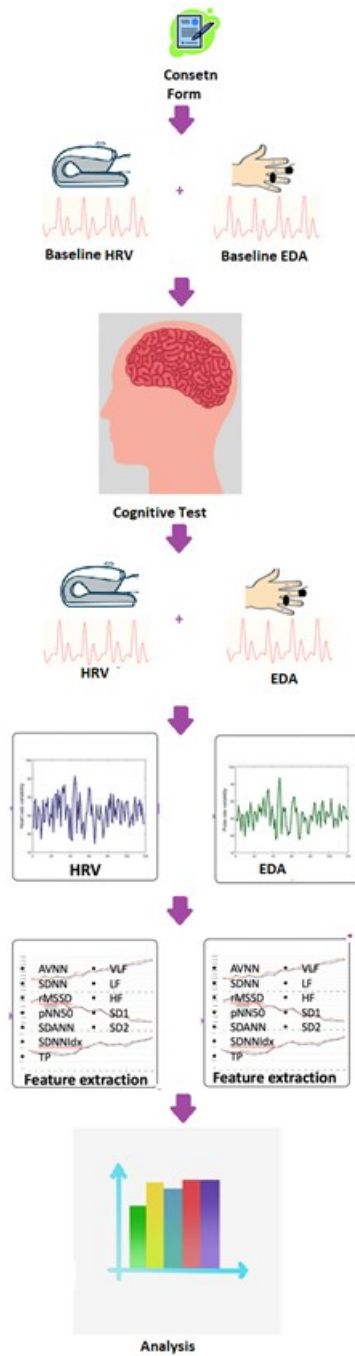 Consetn
Form
+
Baseline HRV
Baseline EDA
Cognitive Test
+
HRV
EDA
HRV
EDA
• AVNN • VLF
• SDNN • LF
• rMSSD • HF
• pNN50 • SD1
• SDANN • SD2
• SDNNIdx
• TP
Feature extraction
• AVNN • VLF
• SDNN • LF
• rMSSD • HF
• pNN50 • SD1
• SDANN • SD2
• SDNNIdx
• TP
Feature extraction
Analysis